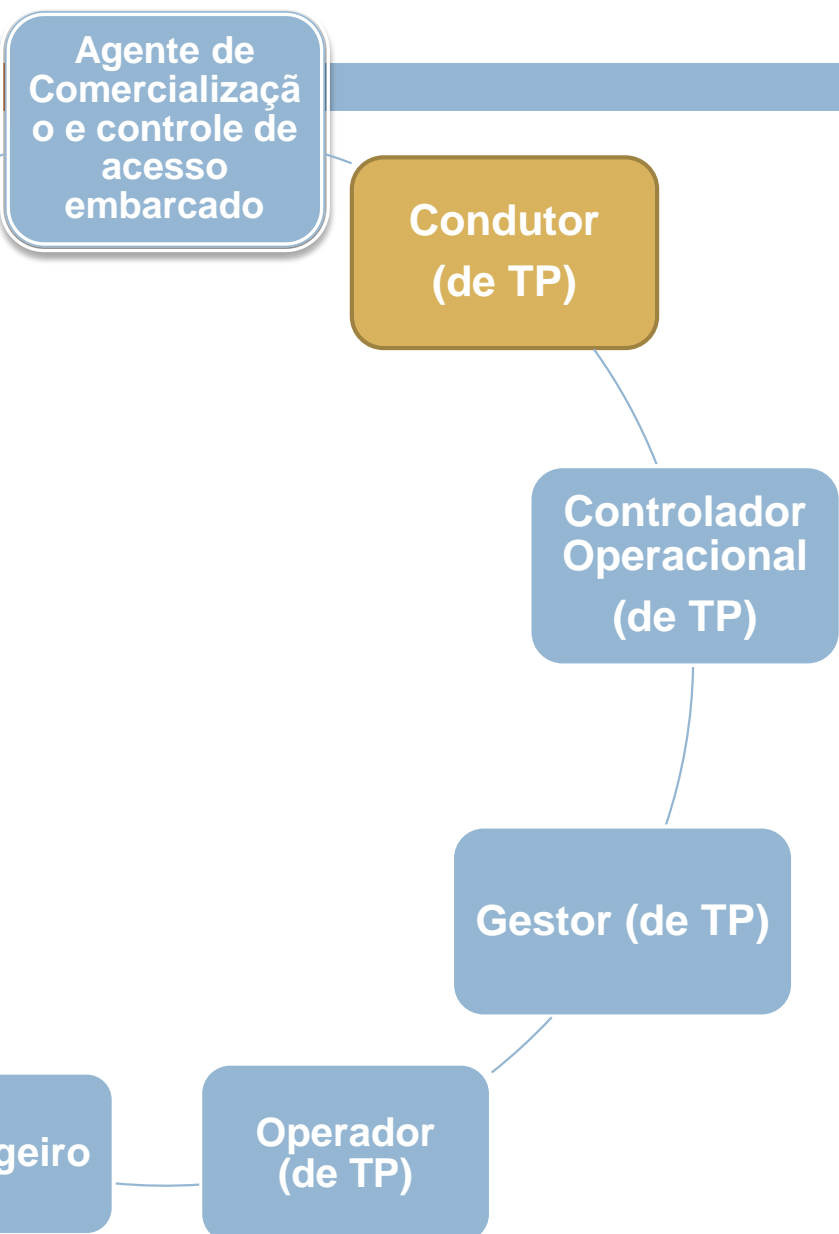 Agente de
Comercializaçã
o e controle de
acesso
embarcado
Condutor
(de TP)
Controlador
Operacional
(de TP)
Gestor (de TP)
Operador
(de TP)
geiro